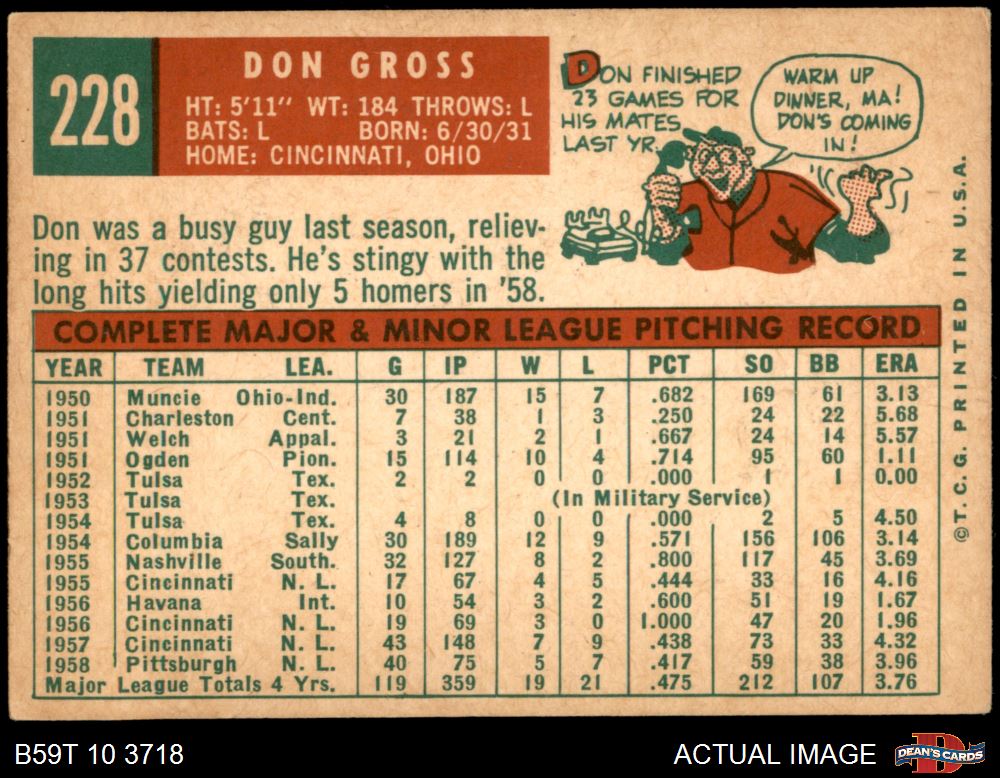 228
DON GROSS
HT: 5'11" WT: 184 THROWS: L
BATS: L BORN: 6/30/31
HOME: CINCINNATI, OHIO
DON FINISHED
23 GAMES FOR
HIS MATES
LAST YR.
WARM UP
DINNER, MA!
DON'S COMING
IN!
Don was a busy guy last season, reliev-
ing in 37 contests. He's stingy with the
long hits yielding only 5 homers in '58.
COMPLETE MAJOR & MINOR LEAGUE PITCHING RECORD
YEAR TEAM LEA. G IP W L PCT SO BB ERA
1950 Muncie Ohio-Ind. 30 187 15 7 .682 169 61 3.13
1951 Charleston Cent. 7 38 1 3 .250 24 22 5.68
1951 Welch Appal. 3 21 2 1 .667 24 14 5.57
1951 Ogden Pion. 15 114 10 4 .714 95 60 1.11
1952 Tulsa Tex. 2 2 0 0 .000 1 1 0.00
1953 Tulsa Tex. (In Military Service)
1954 Tulsa Tex. 4 8 0 0 .000 2 5 4.50
1954 Columbia Sally 30 189 12 9 .571 156 106 3.14
1955 Nashville South. 32 127 8 2 .800 117 45 3.69
1955 Cincinnati N. L. 17 67 4 5 .444 33 16 4.16
1956 Havana Int. 10 54 3 2 .600 51 19 1.67
1956 Cincinnati N. L. 19 69 3 0 1.000 47 20 1.96
1957 Cincinnati N. L. 43 148 7 9 .438 73 33 4.32
1958 Pittsburgh N. L. 40 75 5 7 .417 59 38 3.96
Major League Totals 4 Yrs. 119 359 19 21 .475 212 107 3.76
©T. C. G. PRINTED IN U.S.A.
B59T 10 3718
ACTUAL IMAGE
DEAN'S CARDS